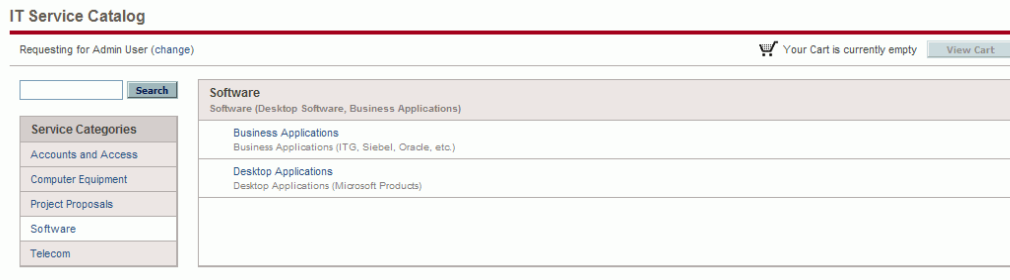 IT Service Catalog
Requesting for Admin User (change)
Your Cart is currently empty
View Cart
Search
Service Categories
Accounts and Access
Computer Equipment
Project Proposals
Software
Telecom
Software
Software (Desktop Software, Business Applications)
Business Applications
Business Applications (ITG, Siebel, Oracle, etc.)
Desktop Applications
Desktop Applications (Microsoft Products)